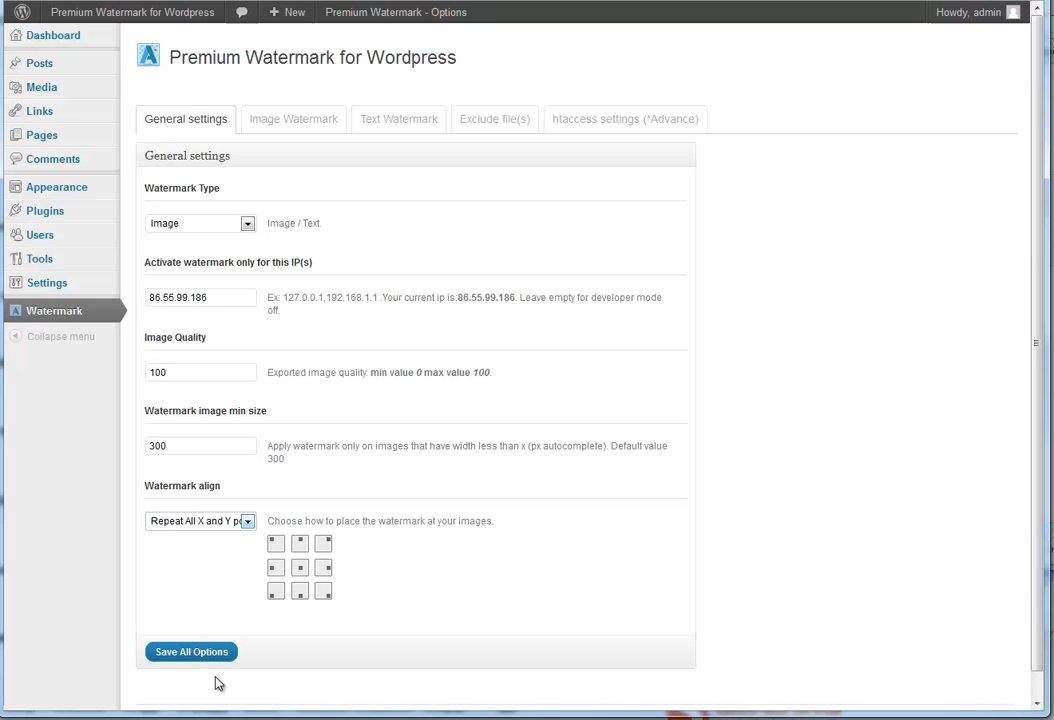 Premium Watermark for Wordpress
New
Premium Watermark - Options
Howdy, admin
Dashboard
Posts
Media
Links
Pages
Comments
Appearance
Plugins
Users
Tools
Settings
Watermark
Collapse menu
Premium Watermark for Wordpress
General settings
Image Watermark
Text Watermark
Exclude file(s)
htaccess settings (*Advance)
General settings
Watermark Type
Image
Image / Text.
Activate watermark only for this IP(s)
86.55.99.186
Ex: 127.0.0.1,192.168.1.1 .Your current ip is:86.55.99.186. Leave empty for developer mode
off.
Image Quality
100
Exported image quality. min value 0 max value 100.
Watermark image min size
300
Apply watermark only on images that have width less than x (px autocomplete). Default value
300
Watermark align
Repeat All X and Y
Choose how to place the watermark at your images.
Save All Options